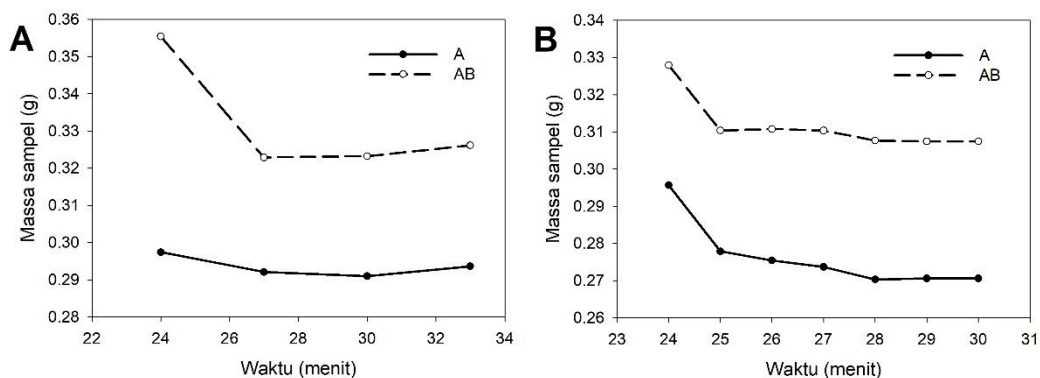 A
0.36
0.35
0.34
0.33
0.32
0.31
0.30
0.29
0.28
22 24 26 28 30 32 34
Massa sampel (g)
Waktu (menit)
A
AB
B
0.33
0.32
0.31
0.30
0.29
0.28
0.27
0.26
23 24 25 26 27 28 29 30 31
Massa sampel (g)
Waktu (menit)
A
AB